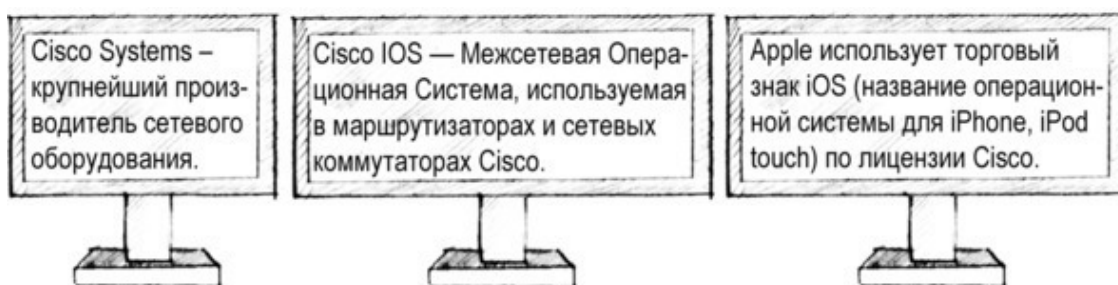 Cisco Systems –
крупнейший произ-
водитель сетевого
оборудования.
Cisco IOS — Межсетевая Опера-
ционная Система, используемая
в маршрутизаторах и сетевых
коммутаторах Cisco.
Apple использует торговый
знак iOS (название операцион-
ной системы для iPhone, iPod
touch) по лицензии Cisco.